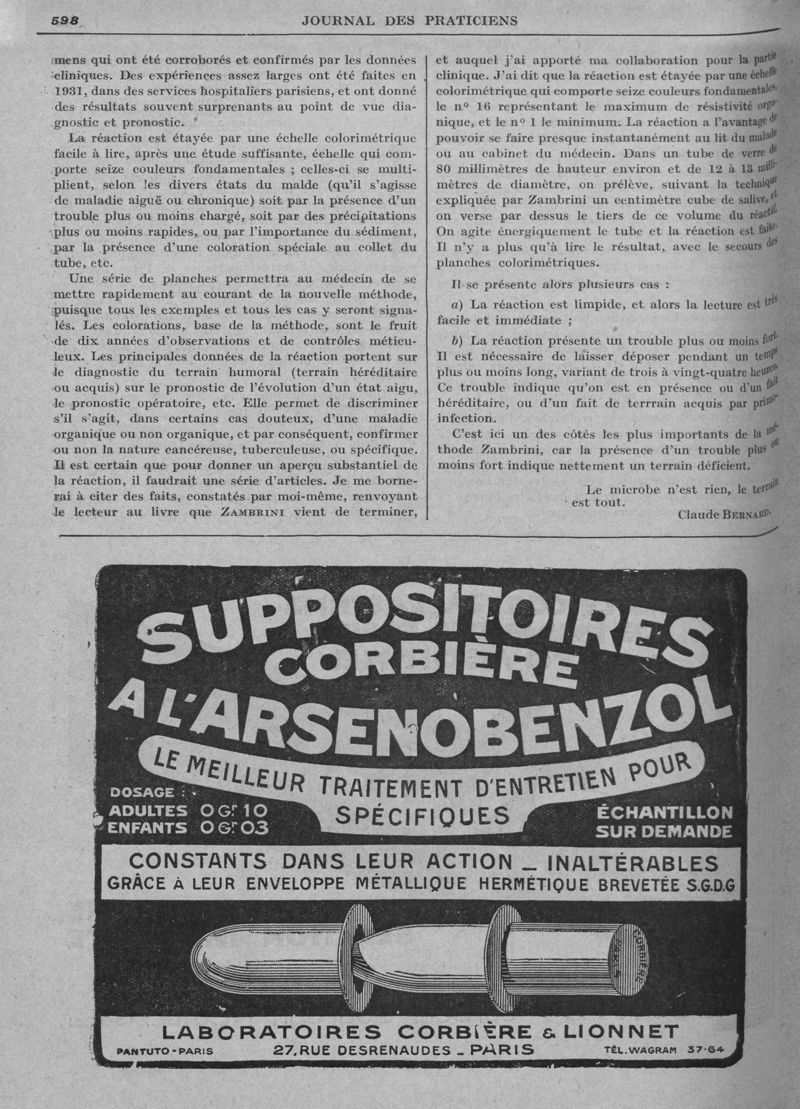 598
JOURNAL DES PRATICIENS
mens qui ont été corroborés et confirmés par les données
cliniques. Des expériences assez larges ont été faites en
1931, dans des services hospitaliers parisiens, et ont donné
des résultats souvent surprenants au point de vue dia-
gnostic et pronostic.
La réaction est étayée par une échelle colorimétrique
facile à lire, après une étude suffisante, échelle qui com-
porte seize couleurs fondamentales ; celles-ci se multi-
plient, selon les divers états du malde (qu'il s'agisse
de maladie aiguë ou chronique) soit par la présence d'un
trouble plus ou moins chargé, soit par des précipitations
plus ou moins rapides, ou par l'importance du sédiment,
par la présence d'une coloration spéciale au collet du
tube, etc.
Une série de planches permettra au médecin de se
mettre rapidement au courant de la nouvelle méthode,
puisque tous les exemples et tous les cas y seront signa-
lés. Les colorations, base de la méthode, sont le fruit
de dix années d'observations et de contrôles méticu-
leux. Les principales données de la réaction portent sur
le diagnostic du terrain humoral (terrain héréditaire
ou acquis) sur le pronostic de l'évolution d'un état aigu,
le pronostic opératoire, etc. Elle permet de discriminer
s'il s'agit, dans certains cas douteux, d'une maladie
organique ou non organique, et par conséquent, confirmer
ou non la nature cancéreuse, tuberculeuse, ou spécifique.
Il est certain que pour donner un aperçu substantiel de
la réaction, il faudrait une série d'articles. Je me borne-
rai à citer des faits, constatés par moi-même, renvoyant
le lecteur au livre que ZAMBRINI vient de terminer,
et auquel j'ai apporté ma collaboration pour la partie
clinique. J'ai dit que la réaction est étayée par une échelle
colorimétrique qui comporte seize couleurs fondamentales,
le n° 16 représentant le maximum de résistivité orga-
nique, et le n° 1 le minimum. La réaction a l'avantage de
pouvoir se faire presque instantanément au lit du malade
ou au cabinet du médecin. Dans un tube de verre de
80 millimètres de hauteur environ et de 12 à 13 milli-
mètres de diamètre, on prélève, suivant la technique
expliquée par Zambrini un centimètre cube de salive, et
on verse par dessus le tiers de ce volume du réactif.
On agite énergiquement le tube et la réaction est faite.
Il n'y a plus qu'à lire le résultat, avec le secours des
planches colorimétriques.
Il se présente alors plusieurs cas :
a) La réaction est limpide, et alors la lecture est très
facile et immédiate ;
b) La réaction présente un trouble plus ou moins fort.
Il est nécessaire de laisser déposer pendant un temps
plus ou moins long, variant de trois à vingt-quatre heures.
Ce trouble indique qu'on est en présence ou d'un fait
héréditaire, ou d'un fait de terrrain acquis par primo-
infection.
C'est ici un des côtés les plus importants de la mé-
thode Zambrini, car la présence d'un trouble plus ou
moins fort indique nettement un terrain déficient.
Le microbe n'est rien, le terrain
est tout.
Claude BERNARD.
SUPPOSITOIRES
CORBIÈRE
A L'ARSENOBENZOL
LE MEILLEUR TRAITEMENT D'ENTRETIEN POUR
SPÉCIFIQUES
DOSAGE :
ADULTES 0Gr.10
ENFANTS 0Gr.03
ÉCHANTILLON
SUR DEMANDE
CONSTANTS DANS LEUR ACTION _ INALTÉRABLES
GRÂCE A LEUR ENVELOPPE MÉTALLIQUE HERMÉTIQUE BREVETÉE S.G.D.G
CORBIÈRE
LABORATOIRES CORBIÈRE & LIONNET
PANTUTO-PARIS
27, RUE DESRENAUDES _ PARIS
TÉL. WAGRAM 37-64